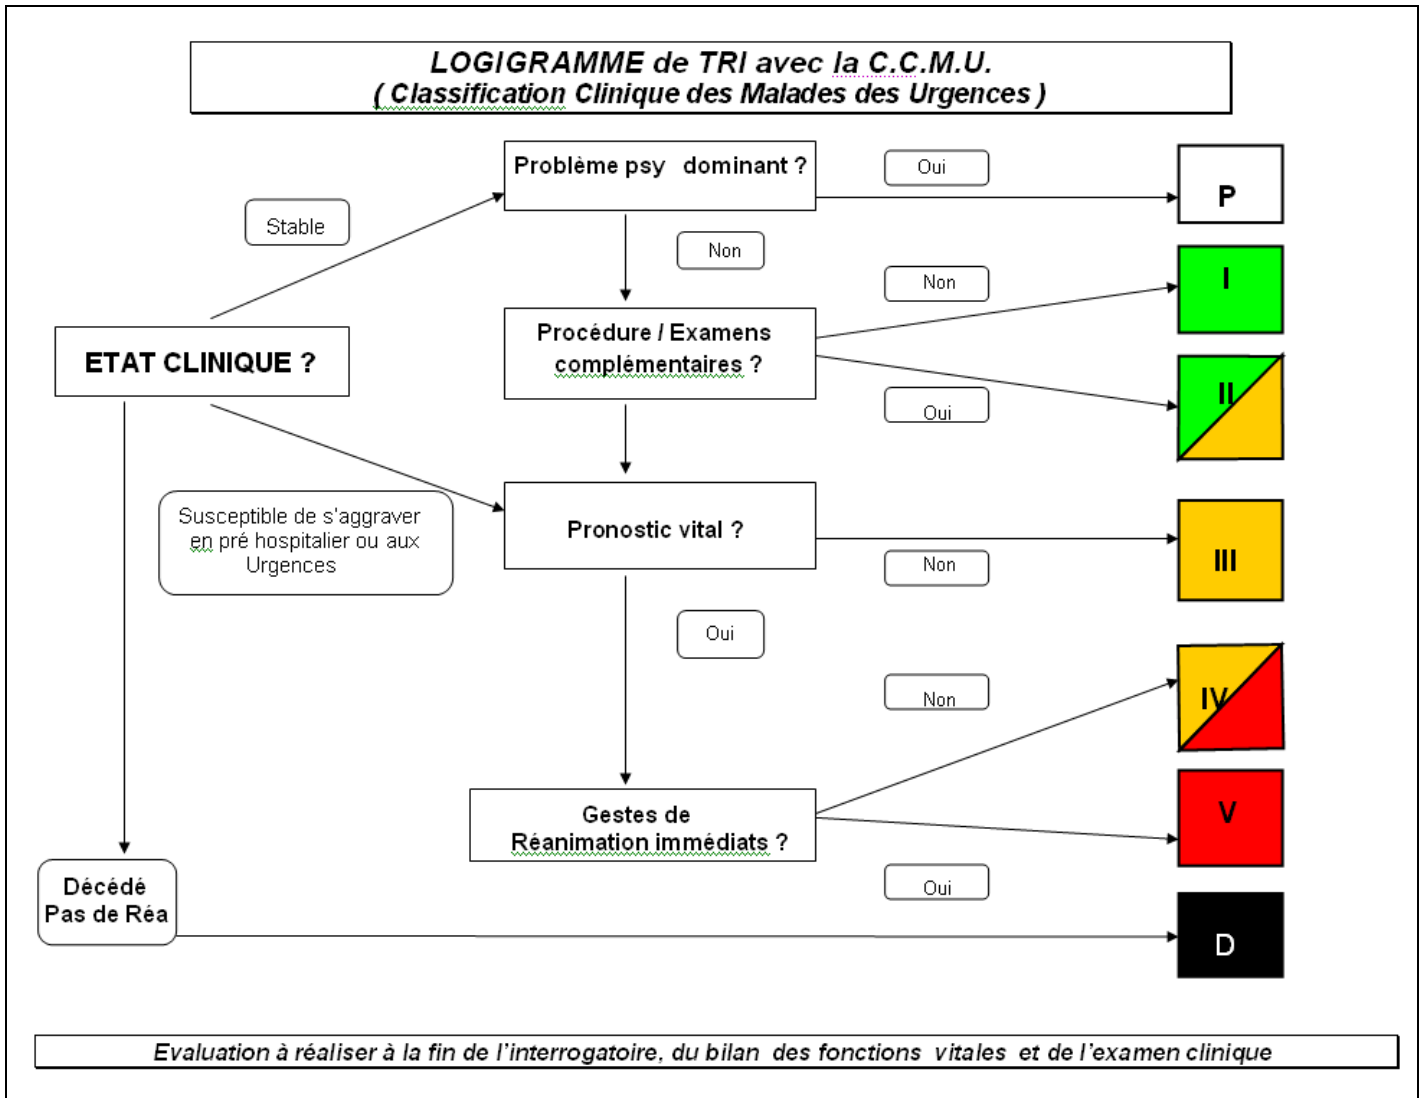 LOGIGRAMME de TRI avec la C.C.M.U.
( Classification Clinique des Malades des Urgences )
Problème psy dominant ?
Oui
P
Stable
Non
I
Non
Procédure / Examens
complémentaires ?
ETAT CLINIQUE ?
II
Oui
Susceptible de s'aggraver
en pré hospitalier ou aux
Urgences
Pronostic vital ?
III
Non
Oui
IV
Non
Gestes de
Réanimation immédiats ?
V
Oui
Décédé
Pas de Réa
D
Evaluation à réaliser à la fin de l'interrogatoire, du bilan des fonctions vitales et de l'examen clinique